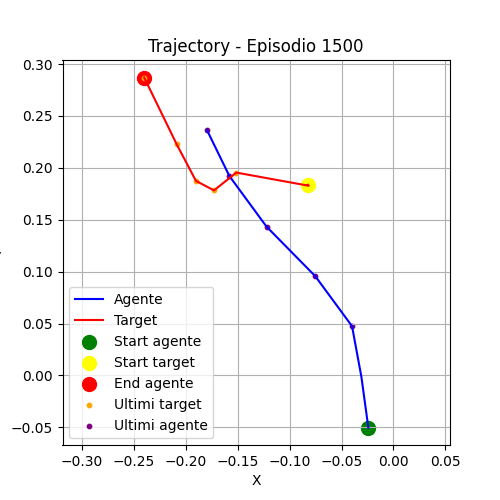 Trajectory - Episodio 1500
0.30
0.25
0.20
0.15
0.10
0.05
0.00
−0.05
Agente
Target
Start agente
Start target
End agente
Ultimi target
Ultimi agente
−0.30 −0.25 −0.20 −0.15 −0.10 −0.05 0.00 0.05
X